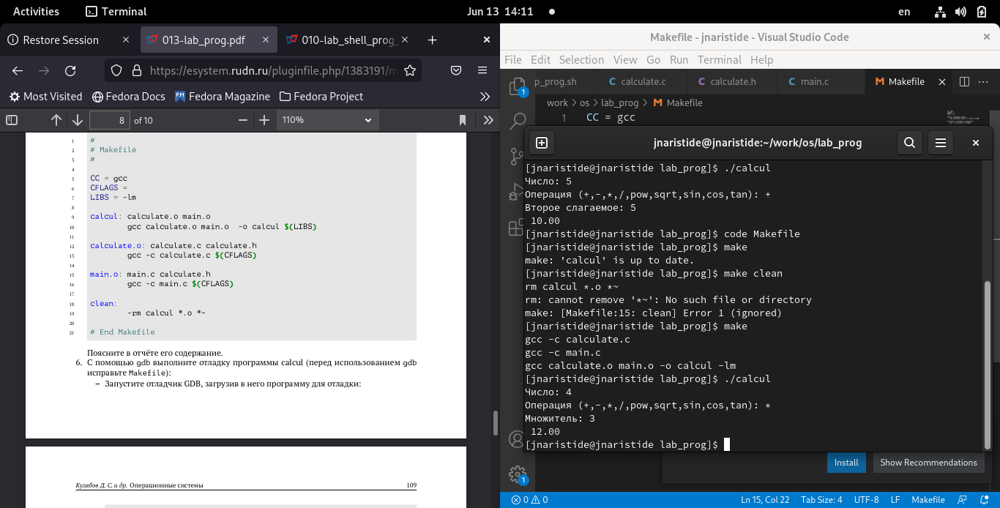 Activities
Terminal
Jun 13 14:11
en
Restore Session
013-lab_prog.pdf
010-lab_shell_prog_
https://esystem.rudn.ru/pluginfile.php/1383191/m
Most Visited
Fedora Docs
Fedora Magazine
Fedora Project
8 of 10
110%
1 #
2 # Makefile
3 #
4
5 CC = gcc
6 CFLAGS =
7 LIBS = -lm
8
9 calcul: calculate.o main.o
10 gcc calculate.o main.o -o calcul $(LIBS)
11
12 calculate.o: calculate.c calculate.h
13 gcc -c calculate.c $(CFLAGS)
14
15 main.o: main.c calculate.h
16 gcc -c main.c $(CFLAGS)
17
18 clean:
19 -rm calcul *.o *~
20
21 # End Makefile
Поясните в отчёте его содержание.
6. С помощью gdb выполните отладку программы calcul (перед использованием gdb
исправьте Makefile):
– Запустите отладчик GDB, загрузив в него программу для отладки:
Кулябов Д. С. и др. Операционные системы 109
Makefile - jnaristide - Visual Studio Code
File Edit Selection View Go Run Terminal Help
p_prog.sh
C calculate.c
C calculate.h
C main.c
M Makefile
work > os > lab_prog > M Makefile
1 CC = gcc
1
jnaristide@jnaristide:~/work/os/lab_prog
[jnaristide@jnaristide lab_prog]$ ./calcul
Число: 5
Операция (+,-,*,/,pow,sqrt,sin,cos,tan): +
Второе слагаемое: 5
10.00
[jnaristide@jnaristide lab_prog]$ code Makefile
[jnaristide@jnaristide lab_prog]$ make
make: 'calcul' is up to date.
[jnaristide@jnaristide lab_prog]$ make clean
rm calcul *.o *~
rm: cannot remove '*~': No such file or directory
make: [Makefile:15: clean] Error 1 (ignored)
[jnaristide@jnaristide lab_prog]$ make
gcc -c calculate.c
gcc -c main.c
gcc calculate.o main.o -o calcul -lm
[jnaristide@jnaristide lab_prog]$ ./calcul
Число: 4
Операция (+,-,*,/,pow,sqrt,sin,cos,tan): *
Множитель: 3
12.00
[jnaristide@jnaristide lab_prog]$
Install
Show Recommendations
1
0 0
Ln 15, Col 22
Tab Size: 4
UTF-8
LF
Makefile